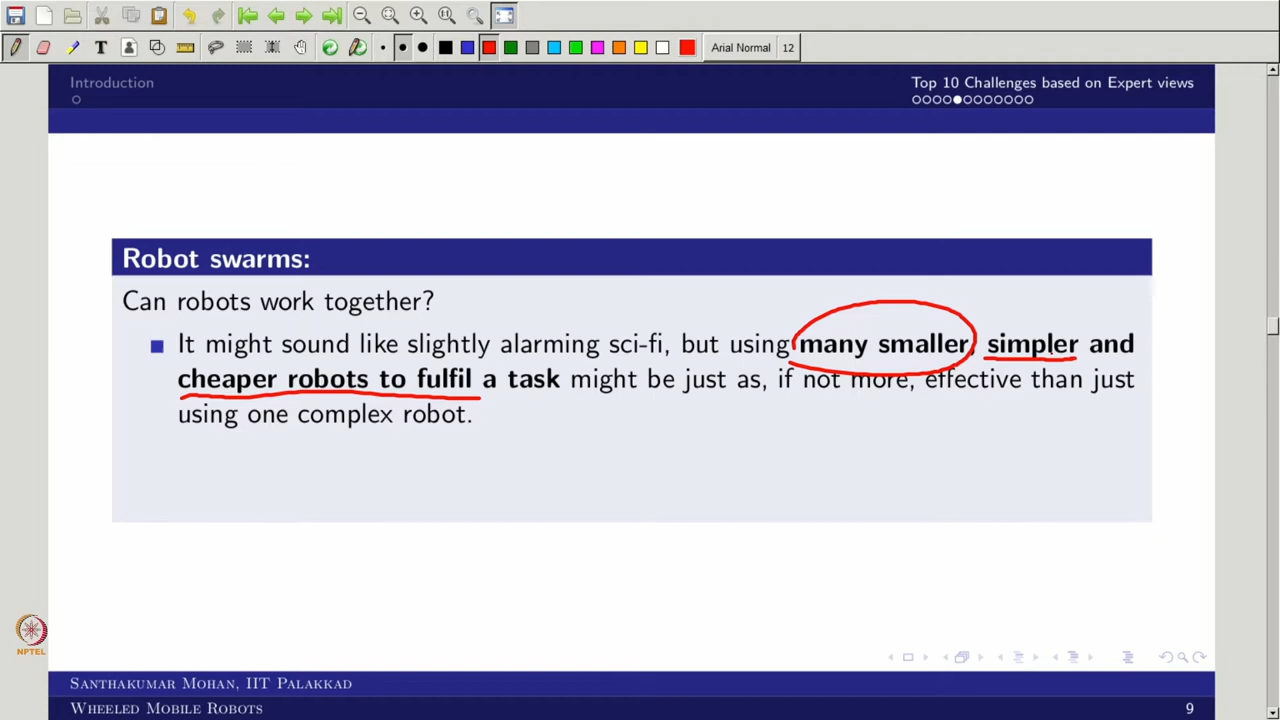 Arial Normal 12
Introduction
Top 10 Challenges based on Expert views
Robot swarms:
Can robots work together?
It might sound like slightly alarming sci-fi, but using many smaller, simpler and
cheaper robots to fulfil a task might be just as, if not more, effective than just
using one complex robot.
NPTEL
Santhakumar Mohan, IIT Palakkad
Wheeled Mobile Robots
9